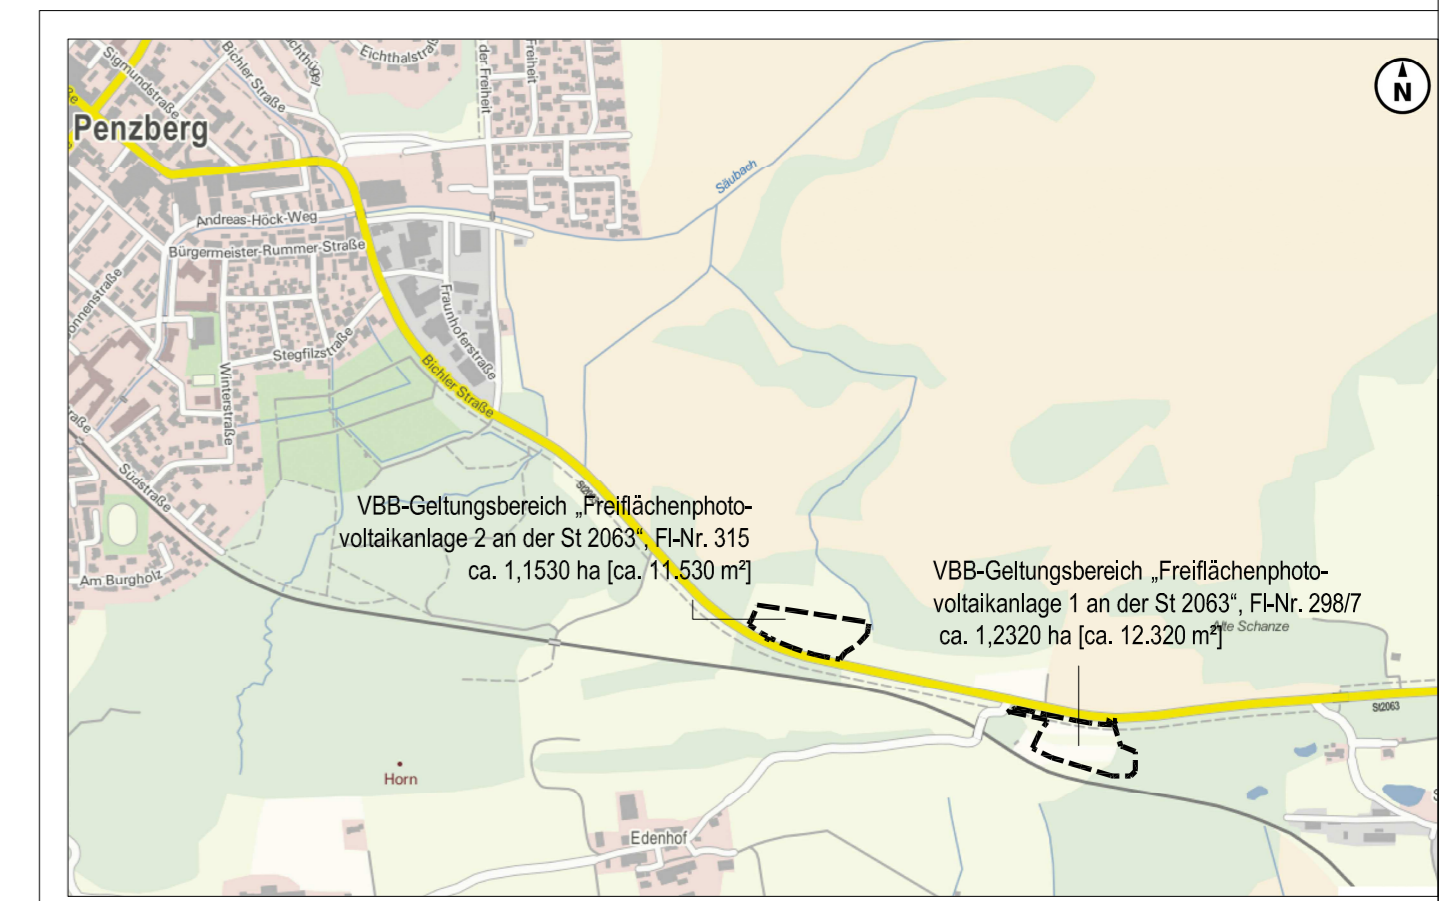 Sigmundstraße
Bichler Straße
Eichthalstraße
der Freiheit
Freiheit
N
Penzberg
Säubach
Andreas-Höck-Weg
Bürgermeister-Rummer-Straße
Fraunhoferstraße
Stegfilzstraße
Bichler Straße
Winterstraße
Südstraße
St2063
VBB-Geltungsbereich „Freiflächenphoto-
voltaikanlage 2 an der St 2063“, Fl-Nr. 315
ca. 1,1530 ha [ca. 11.530 m²]
VBB-Geltungsbereich „Freiflächenphoto-
voltaikanlage 1 an der St 2063“, Fl-Nr. 298/7
ca. 1,2320 ha [ca. 12.320 m²]
Alte Schanze
Am Burgholz
St2063
Horn
Edenhof